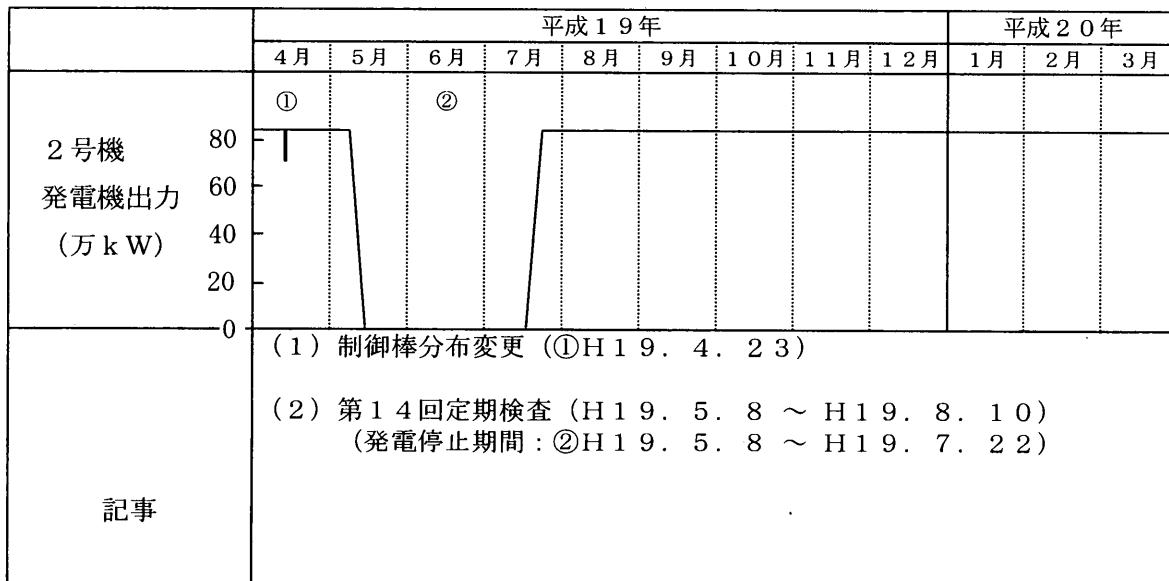 平成１９年 平成２０年
４月 ５月 ６月 ７月 ８月 ９月 １０月 １１月 １２月 １月 ２月 ３月
① ②
２号機
発電機出力
（万ｋＷ）
80
60
40
20
0
（１）制御棒分布変更（①Ｈ１９．４．２３）
（２）第１４回定期検査（Ｈ１９．５．８ ～ Ｈ１９．８．１０）
（発電停止期間：②Ｈ１９．５．８ ～ Ｈ１９．７．２２）
記事